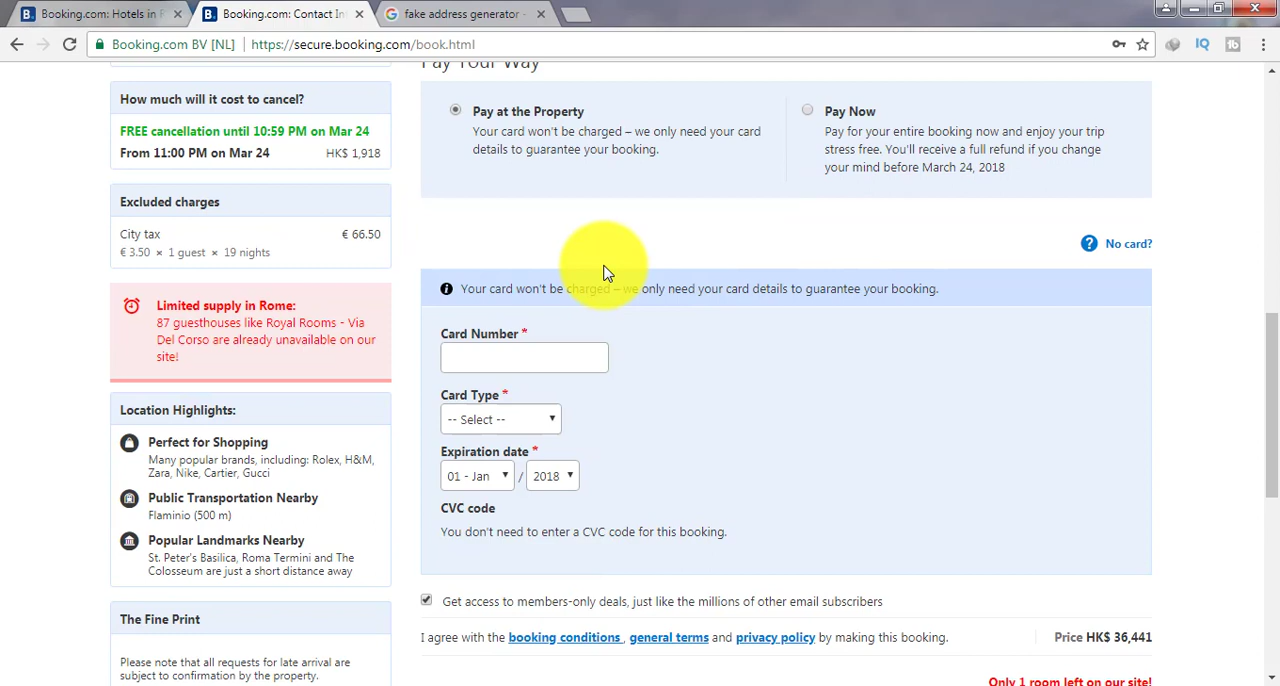 Booking.com: Hotels in R
Booking.com: Contact In
fake address generator -
Booking.com BV [NL]
https://secure.booking.com/book.html
Pay Your Way
How much will it cost to cancel?
FREE cancellation until 10:59 PM on Mar 24
From 11:00 PM on Mar 24 HK$ 1,918
Excluded charges
City tax € 66.50
€ 3.50 × 1 guest × 19 nights
Limited supply in Rome:
87 guesthouses like Royal Rooms - Via
Del Corso are already unavailable on our
site!
Location Highlights:
Perfect for Shopping
Many popular brands, including: Rolex, H&M,
Zara, Nike, Cartier, Gucci
Public Transportation Nearby
Flaminio (500 m)
Popular Landmarks Nearby
St. Peter's Basilica, Roma Termini and The
Colosseum are just a short distance away
The Fine Print
Please note that all requests for late arrival are
subject to confirmation by the property.
Pay at the Property
Your card won't be charged – we only need your card
details to guarantee your booking.
Pay Now
Pay for your entire booking now and enjoy your trip
stress free. You'll receive a full refund if you change
your mind before March 24, 2018
? No card?
Your card won't be charged – we only need your card details to guarantee your booking.
Card Number *
Card Type *
-- Select --
Expiration date *
01 - Jan / 2018
CVC code
You don't need to enter a CVC code for this booking.
Get access to members-only deals, just like the millions of other email subscribers
I agree with the booking conditions , general terms and privacy policy by making this booking.
Price HK$ 36,441
Only 1 room left on our site!